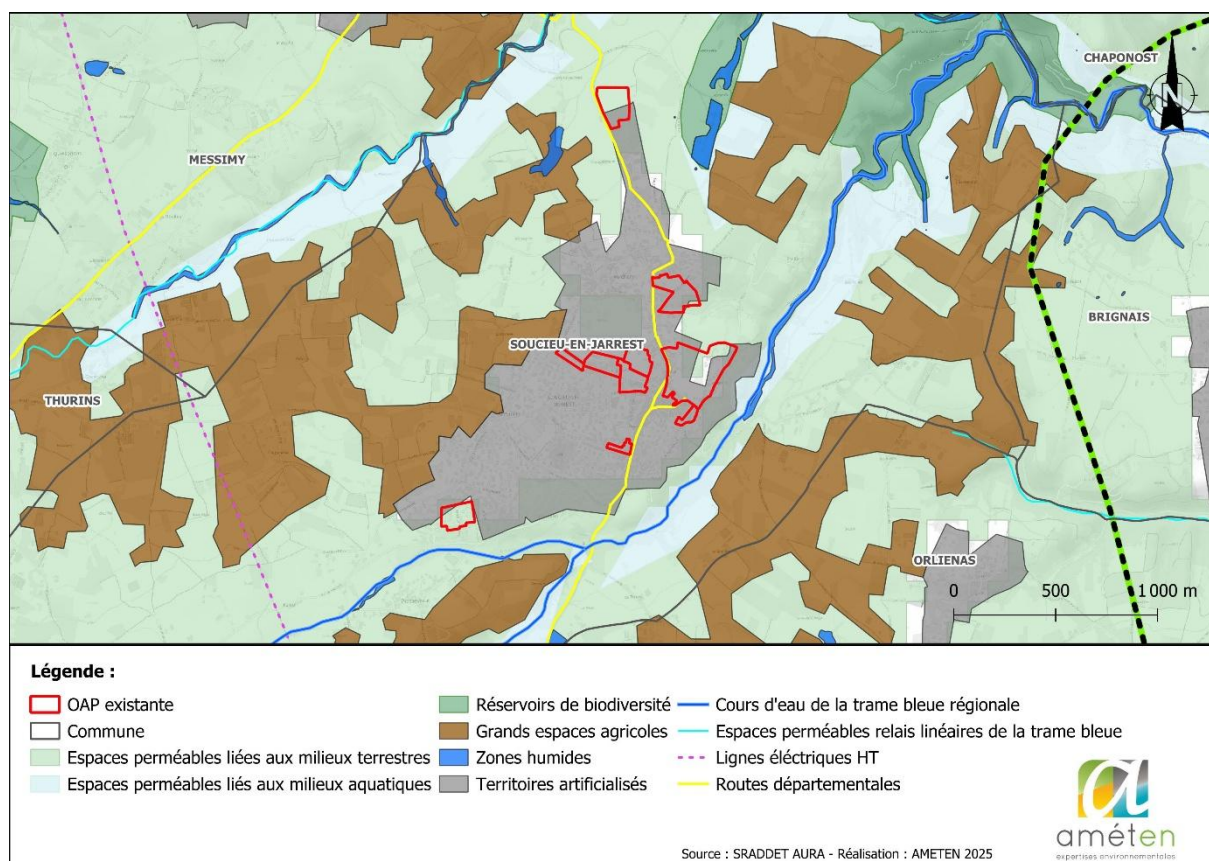 CHAPONOST
N
MESSIMY
BRIGNAIS
SOUCIEU-EN-JARREST
THURINS
ORLIENAS
0 500 1 000 m
Légende :
OAP existante
Commune
Espaces perméables liées aux milieux terrestres
Espaces perméables liés aux milieux aquatiques
Réservoirs de biodiversité
Grands espaces agricoles
Zones humides
Territoires artificialisés
Cours d'eau de la trame bleue régionale
Espaces perméables relais linéaires de la trame bleue
Lignes éléctriques HT
Routes départementales
a
améten
expertises environnementales
Source : SRADDET AURA - Réalisation : AMETEN 2025